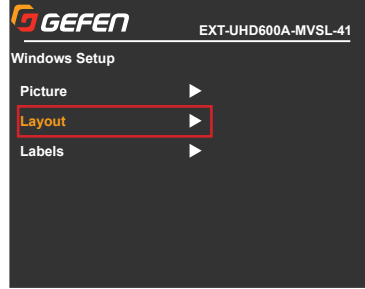 GEFEN
EXT-UHD600A-MVSL-41
Windows Setup
Picture
Layout
Labels